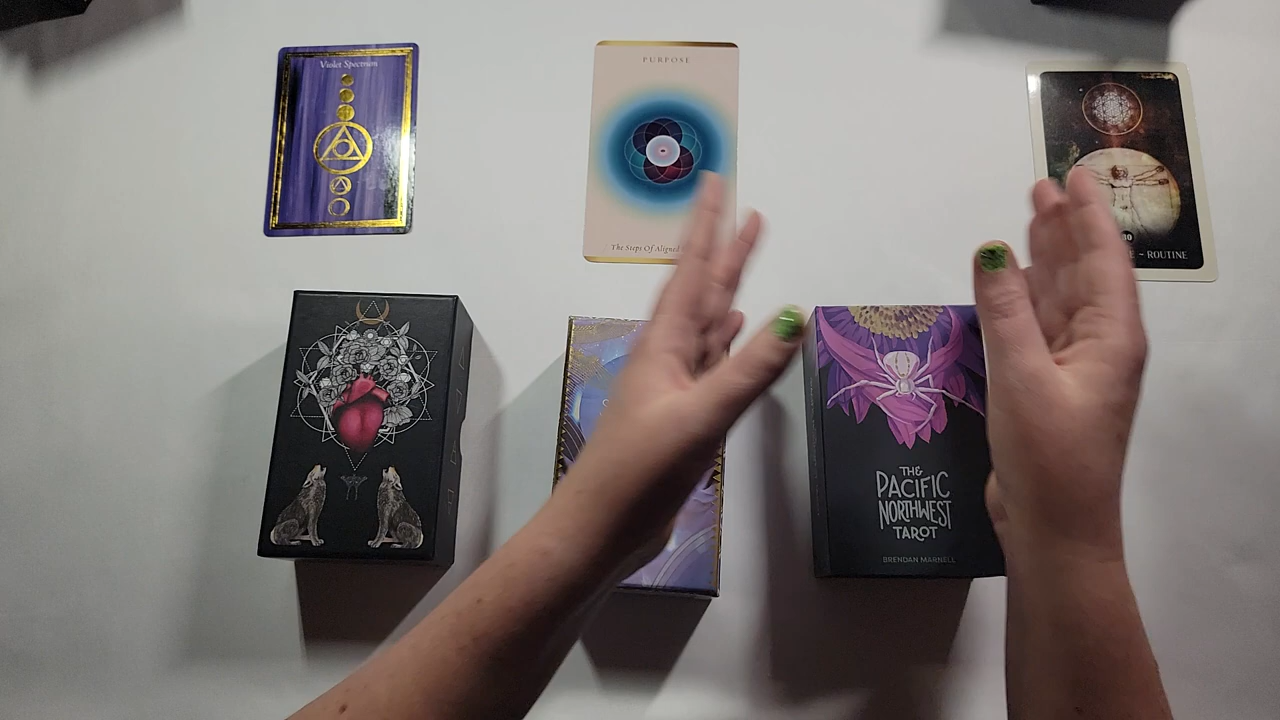 Violet Spectrum
PURPOSE
The Steps Of Aligned
~ ROUTINE
THE
PACIFIC
NORTHWEST
TAROT
BRENDAN MARNELL